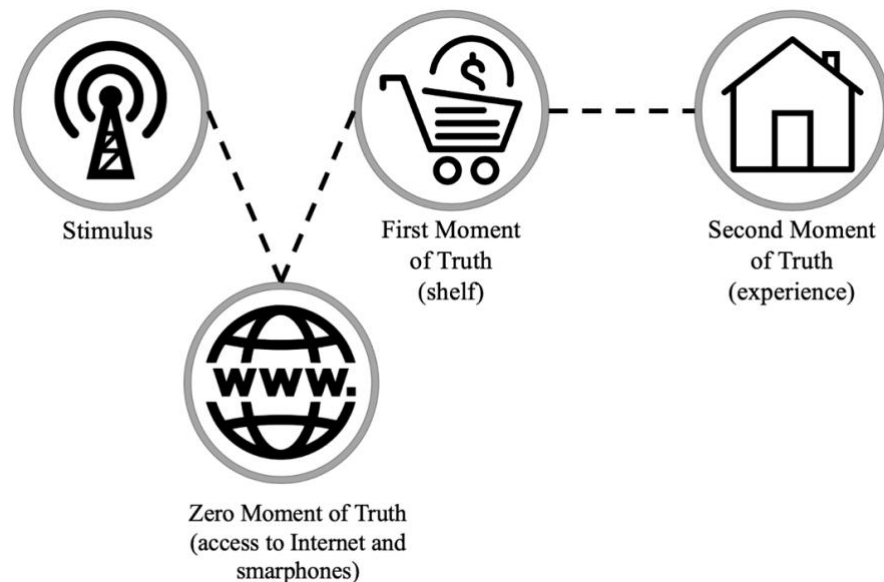 $
Stimulus
First Moment
of Truth
(shelf)
Second Moment
of Truth
(experience)
www.
Zero Moment of Truth
(access to Internet and
smarphones)